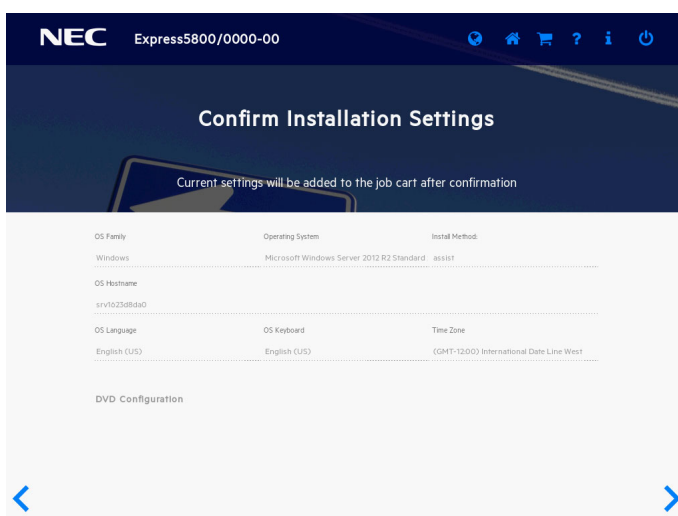 NEC Express5800/0000-00 ? i
Confirm Installation Settings
Current settings will be added to the job cart after confirmation
OS Family Operating System Install Method:
Windows Microsoft Windows Server 2012 R2 Standard assist
OS Hostname
srv1623d8da0
OS Language OS Keyboard Time Zone
English (US) English (US) (GMT-12:00) International Date Line West
DVD Configuration